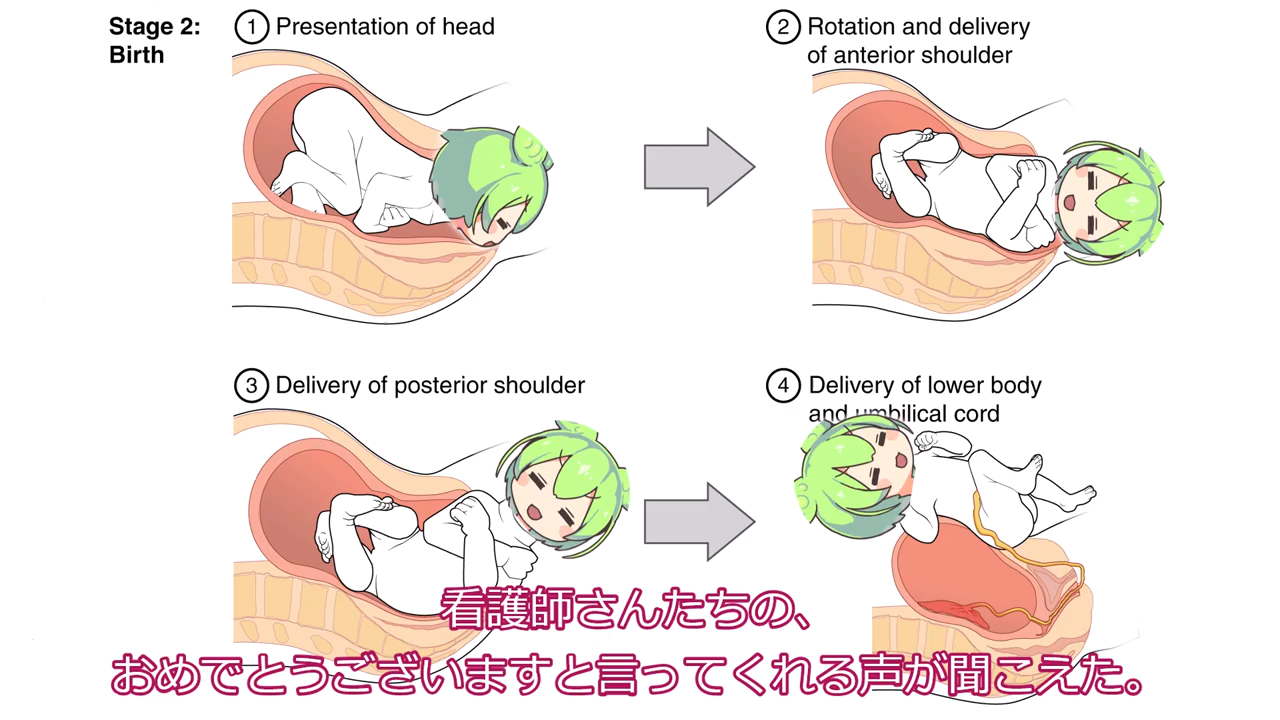 Stage 2:
Birth
1 Presentation of head
2 Rotation and delivery
of anterior shoulder
3 Delivery of posterior shoulder
4 Delivery of lower body
and umbilical cord
看護師さんたちの、
おめでとうございますと言ってくれる声が聞こえた。